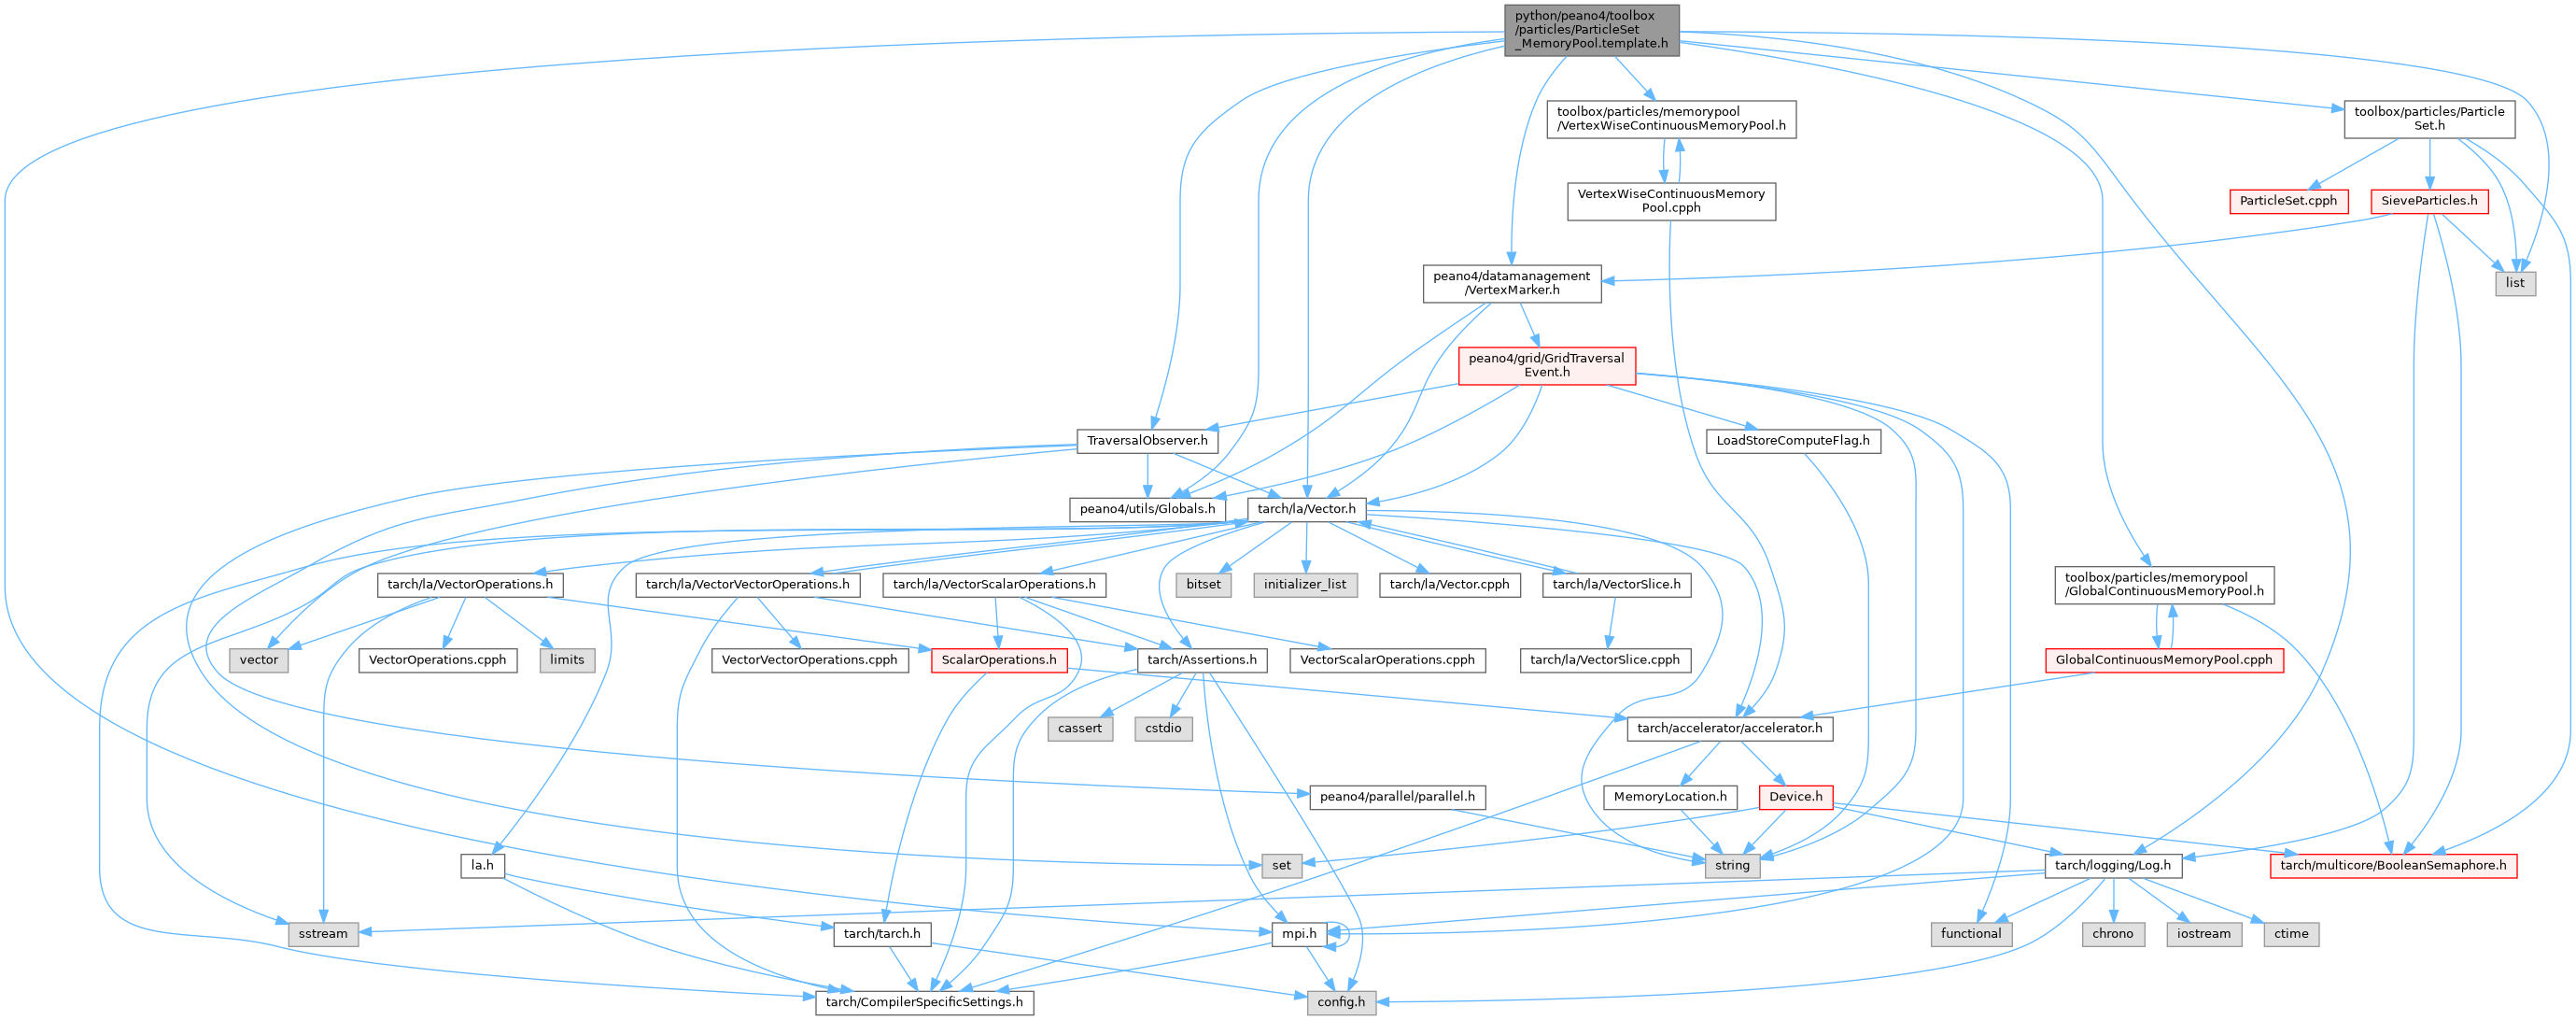 python/peano4/toolbox
/particles/ParticleSet
_MemoryPool.template.h
toolbox/particles/memorypool
/VertexWiseContinuousMemoryPool.h
toolbox/particles/Particle
Set.h
VertexWiseContinuousMemory
Pool.cpph
ParticleSet.cpph
SieveParticles.h
peano4/datamanagement
/VertexMarker.h
list
peano4/grid/GridTraversal
Event.h
TraversalObserver.h
LoadStoreComputeFlag.h
peano4/utils/Globals.h
tarch/la/Vector.h
tarch/la/VectorOperations.h
tarch/la/VectorVectorOperations.h
tarch/la/VectorScalarOperations.h
bitset
initializer_list
tarch/la/Vector.cpph
tarch/la/VectorSlice.h
toolbox/particles/memorypool
/GlobalContinuousMemoryPool.h
vector
VectorOperations.cpph
limits
VectorVectorOperations.cpph
ScalarOperations.h
tarch/Assertions.h
VectorScalarOperations.cpph
tarch/la/VectorSlice.cpph
GlobalContinuousMemoryPool.cpph
cassert
cstdio
tarch/accelerator/accelerator.h
peano4/parallel/parallel.h
MemoryLocation.h
Device.h
la.h
set
string
tarch/logging/Log.h
tarch/multicore/BooleanSemaphore.h
sstream
tarch/tarch.h
mpi.h
functional
chrono
iostream
ctime
tarch/CompilerSpecificSettings.h
config.h